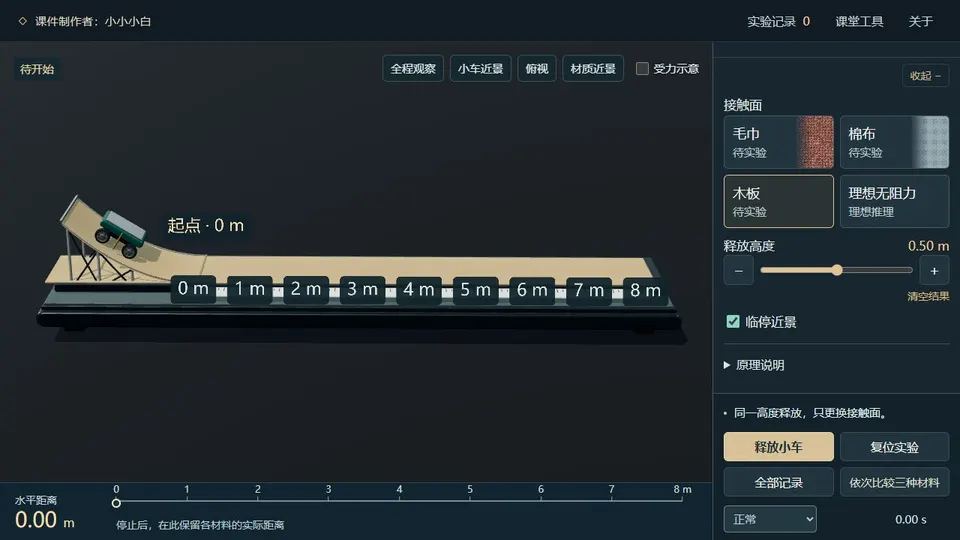 课件制作者：小小小白
实验记录 0 课堂工具 关于
待开始
全程观察 小车近景 俯视 材质近景 受力示意
收起 −
接触面
毛巾
待实验
棉布
待实验
木板
待实验
理想无阻力
理想推理
释放高度 0.50 m
− +
清空结果
临停近景
原理说明
起点 · 0 m
0 m 1 m 2 m 3 m 4 m 5 m 6 m 7 m 8 m
• 同一高度释放，只更换接触面。
释放小车 复位实验
全部记录 依次比较三种材料
正常 0.00 s
水平距离
0.00 m
0 1 2 3 4 5 6 7 8 m
停止后，在此保留各材料的实际距离